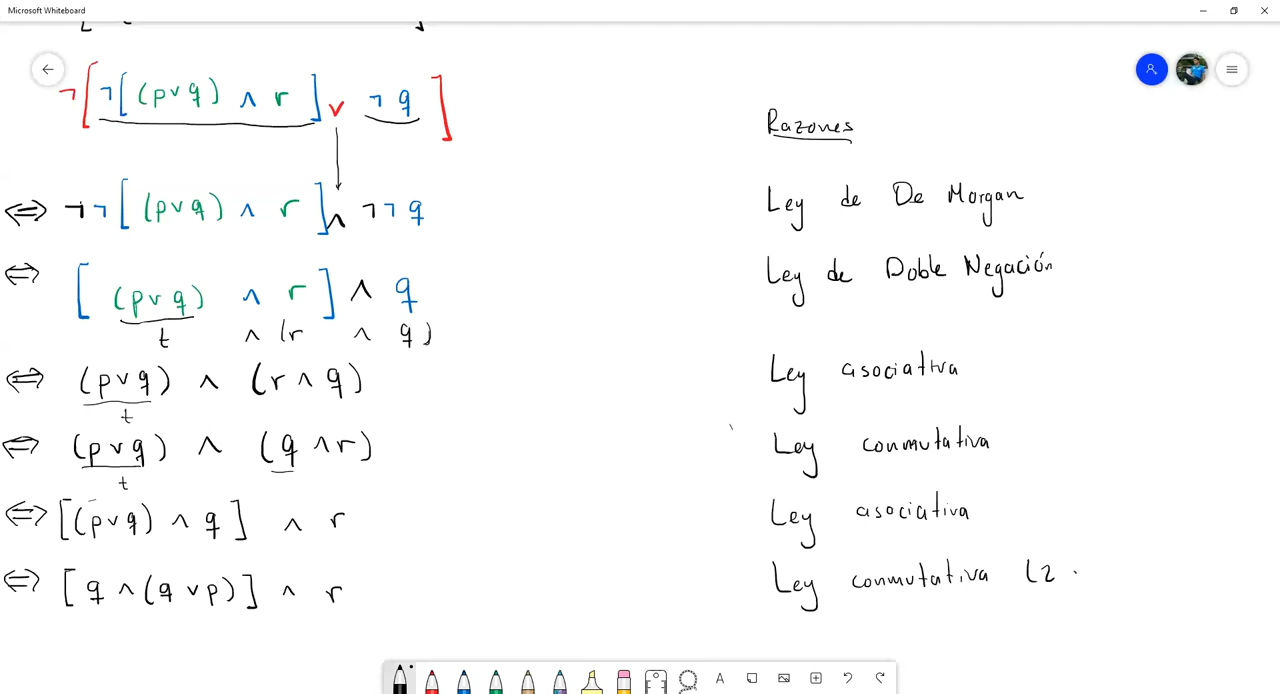 Microsoft Whiteboard
¬[¬[(p∨q) ∧ r] ∨ ¬q]
Razones
⇔ ¬¬[(p∨q) ∧ r] ∧ ¬¬q Ley de De Morgan
⇔ [(p∨q) ∧ r] ∧ q Ley de Doble Negación
t ∧ (r ∧ q)
⇔ (p∨q) ∧ (r ∧ q) Ley asociativa
t
⇔ (p∨q) ∧ (q ∧ r) Ley conmutativa
t
⇔ [(p∨q) ∧ q] ∧ r Ley asociativa
⇔ [q ∧ (q ∨ p)] ∧ r Ley conmutativa (2
A